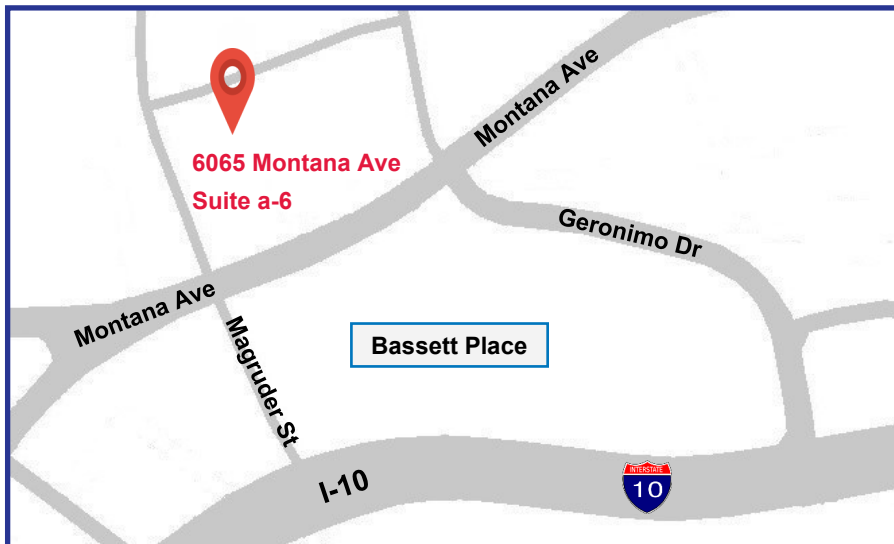 Montana Ave
6065 Montana Ave
Suite a-6
Geronimo Dr
Montana Ave
Magruder St
Bassett Place
I-10
INTERSTATE
10